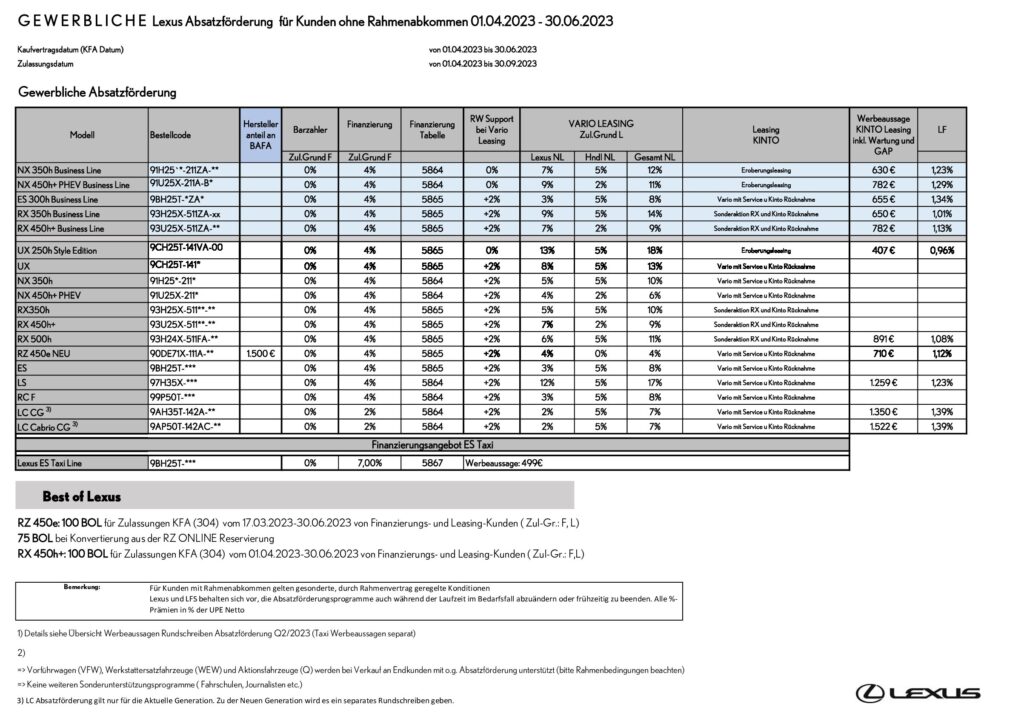 GEWERBLICHE Lexus Absatzförderung für Kunden ohne Rahmenabkommen 01.04.2023 - 30.06.2023
Kaufvertragsdatum (KFA Datum) von 01.04.2023 bis 30.06.2023
Zulassungsdatum von 01.04.2023 bis 30.09.2023
Gewerbliche Absatzförderung
Modell Bestellcode Hersteller anteil an BAFA Barzahler Finanzierung Finanzierung Tabelle RW Support bei Vario Leasing VARIO LEASING Zul.Grund L Leasing KINTO Werbeaussage KINTO Leasing inkl. Wartung und GAP LF
Zul.Grund F Zul.Grund F Lexus NL Hndl NL Gesamt NL
NX 350h Business Line 91H25**-211ZA-** 0% 4% 5864 0% 7% 5% 12% Eroberungsleasing 630 € 1,23%
NX 450h+ PHEV Business Line 91U25X-211A-B* 0% 4% 5864 0% 9% 2% 11% Eroberungsleasing 782 € 1,29%
ES 300h Business Line 9BH25T-*ZA* 0% 4% 5865 +2% 3% 5% 8% Vario mit Service u Kinto Rücknahme 655 € 1,34%
RX 350h Business Line 93H25X-511ZA-xx 0% 4% 5865 +2% 9% 5% 14% Sonderaktion RX und Kinto Rücknahme 650 € 1,01%
RX 450h+ Business Line 93U25X-511ZA-** 0% 4% 5865 +2% 7% 2% 9% Sonderaktion RX und Kinto Rücknahme 782 € 1,13%
UX 250h Style Edition 9CH25T-141VA-00 0% 4% 5865 0% 13% 5% 18% Eroberungsleasing 407 € 0,96%
UX 9CH25T-141* 0% 4% 5865 +2% 8% 5% 13% Vario mit Service u Kinto Rücknahme
NX 350h 91H25*-211* 0% 4% 5865 +2% 5% 5% 10% Vario mit Service u Kinto Rücknahme
NX 450h+ PHEV 91U25X-211* 0% 4% 5865 +2% 4% 2% 6% Vario mit Service u Kinto Rücknahme
RX350h 93H25X-511**-** 0% 4% 5865 +2% 5% 5% 10% Sonderaktion RX und Kinto Rücknahme
RX 450h+ 93U25X-511**-** 0% 4% 5865 +2% 7% 2% 9% Sonderaktion RX und Kinto Rücknahme
RX 500h 93H24X-511FA-** 0% 4% 5865 +2% 6% 5% 11% Sonderaktion RX und Kinto Rücknahme 891 € 1,08%
RZ 450e NEU 90DE71X-111A-** 1.500 € 0% 4% 5865 +2% 4% 0% 4% Vario mit Service u Kinto Rücknahme 710 € 1,12%
ES 9BH25T-*** 0% 4% 5865 +2% 3% 5% 8% Vario mit Service u Kinto Rücknahme
LS 97H35X-*** 0% 4% 5864 +2% 12% 5% 17% Vario mit Service u Kinto Rücknahme 1.259 € 1,23%
RC F 99P50T-*** 0% 4% 5864 +2% 3% 5% 8% Vario mit Service u Kinto Rücknahme
LC CG 3) 9AH35T-142A-** 0% 2% 5864 +2% 2% 5% 7% Vario mit Service u Kinto Rücknahme 1.350 € 1,39%
LC Cabrio CG 3) 9AP50T-142AC-** 0% 2% 5864 +2% 2% 5% 7% Vario mit Service u Kinto Rücknahme 1.522 € 1,39%
Finanzierungsangebot ES Taxi
Lexus ES Taxi Line 9BH25T-*** 0% 7,00% 5867 Werbeaussage: 499€
Best of Lexus
RZ 450e: 100 BOL für Zulassungen KFA (304) vom 17.03.2023-30.06.2023 von Finanzierungs- und Leasing-Kunden ( Zul-Gr.: F, L)
75 BOL bei Konvertierung aus der RZ ONLINE Reservierung
RX 450h+: 100 BOL für Zulassungen KFA (304) vom 01.04.2023-30.06.2023 von Finanzierungs- und Leasing-Kunden ( Zul-Gr.: F,L)
Bemerkung: Für Kunden mit Rahmenabkommen gelten gesonderte, durch Rahmenvertrag geregelte Konditionen
Lexus und LFS behalten sich vor, die Absatzförderungsprogramme auch während der Laufzeit im Bedarfsfall abzuändern oder frühzeitig zu beenden. Alle %-
Prämien in % der UPE Netto
1) Details siehe Übersicht Werbeaussagen Rundschreiben Absatzförderung Q2/2023 (Taxi Werbeaussagen separat)
2)
=> Vorführwagen (VFW), Werkstattersatzfahrzeuge (WEW) und Aktionsfahrzeuge (Q) werden bei Verkauf an Endkunden mit o.g. Absatzförderung unterstützt (bitte Rahmenbedingungen beachten)
=> Keine weiteren Sonderunterstützungsprogramme ( Fahrschulen, Journalisten etc.)
3) LC Absatzförderung gilt nur für die Aktuelle Generation. Zu der Neuen Generation wird es ein separates Rundschreiben geben.
LEXUS